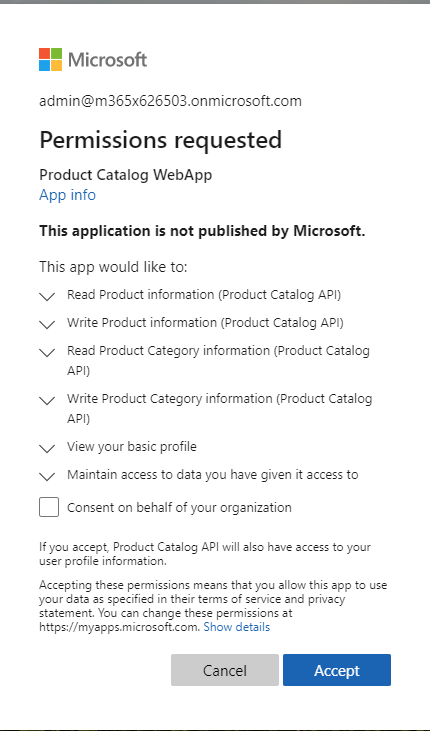 Microsoft
admin@m365x626503.onmicrosoft.com
Permissions requested
Product Catalog WebApp
App info
This application is not published by Microsoft.
This app would like to:
Read Product information (Product Catalog API)
Write Product information (Product Catalog API)
Read Product Category information (Product Catalog
API)
Write Product Category information (Product Catalog
API)
View your basic profile
Maintain access to data you have given it access to
Consent on behalf of your organization
If you accept, Product Catalog API will also have access to your
user profile information.
Accepting these permissions means that you allow this app to use
your data as specified in their terms of service and privacy
statement. You can change these permissions at
https://myapps.microsoft.com. Show details
Cancel Accept